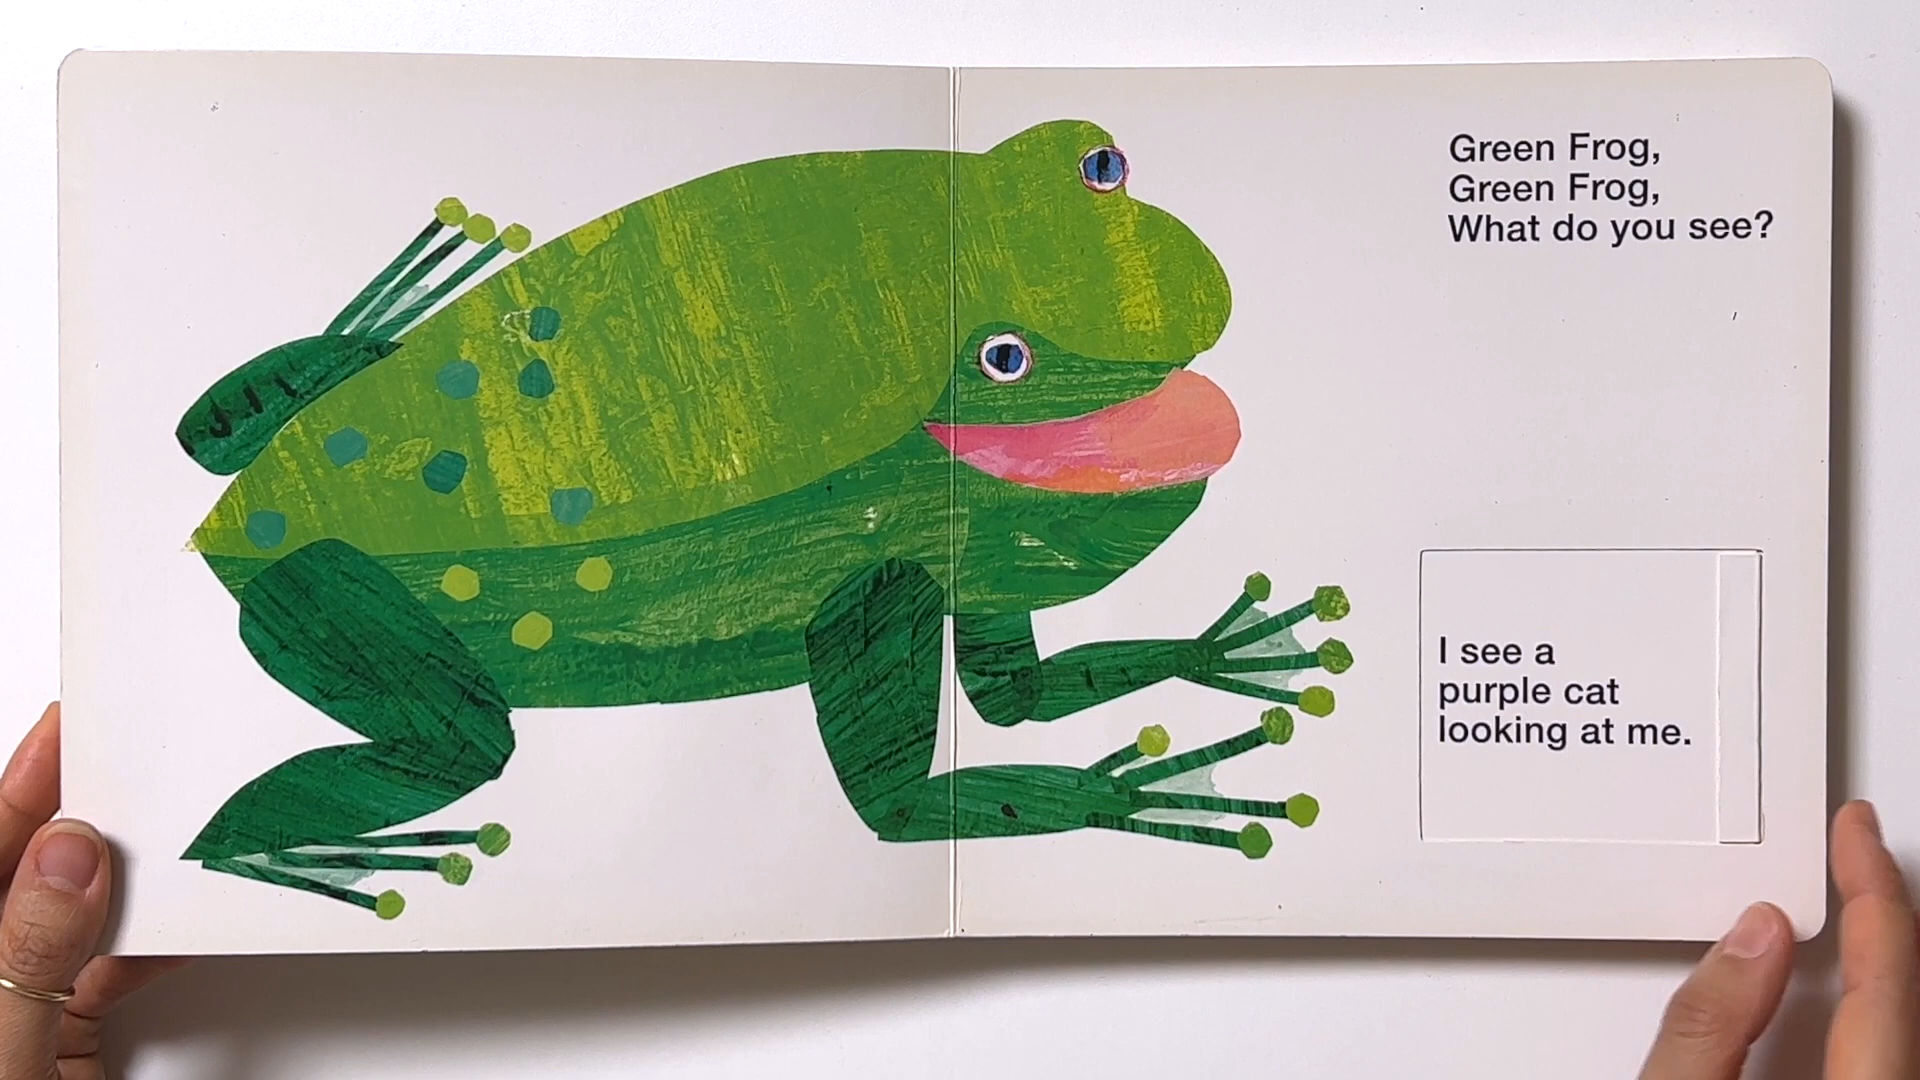 Green Frog,
Green Frog,
What do you see?
I see a
purple cat
looking at me.